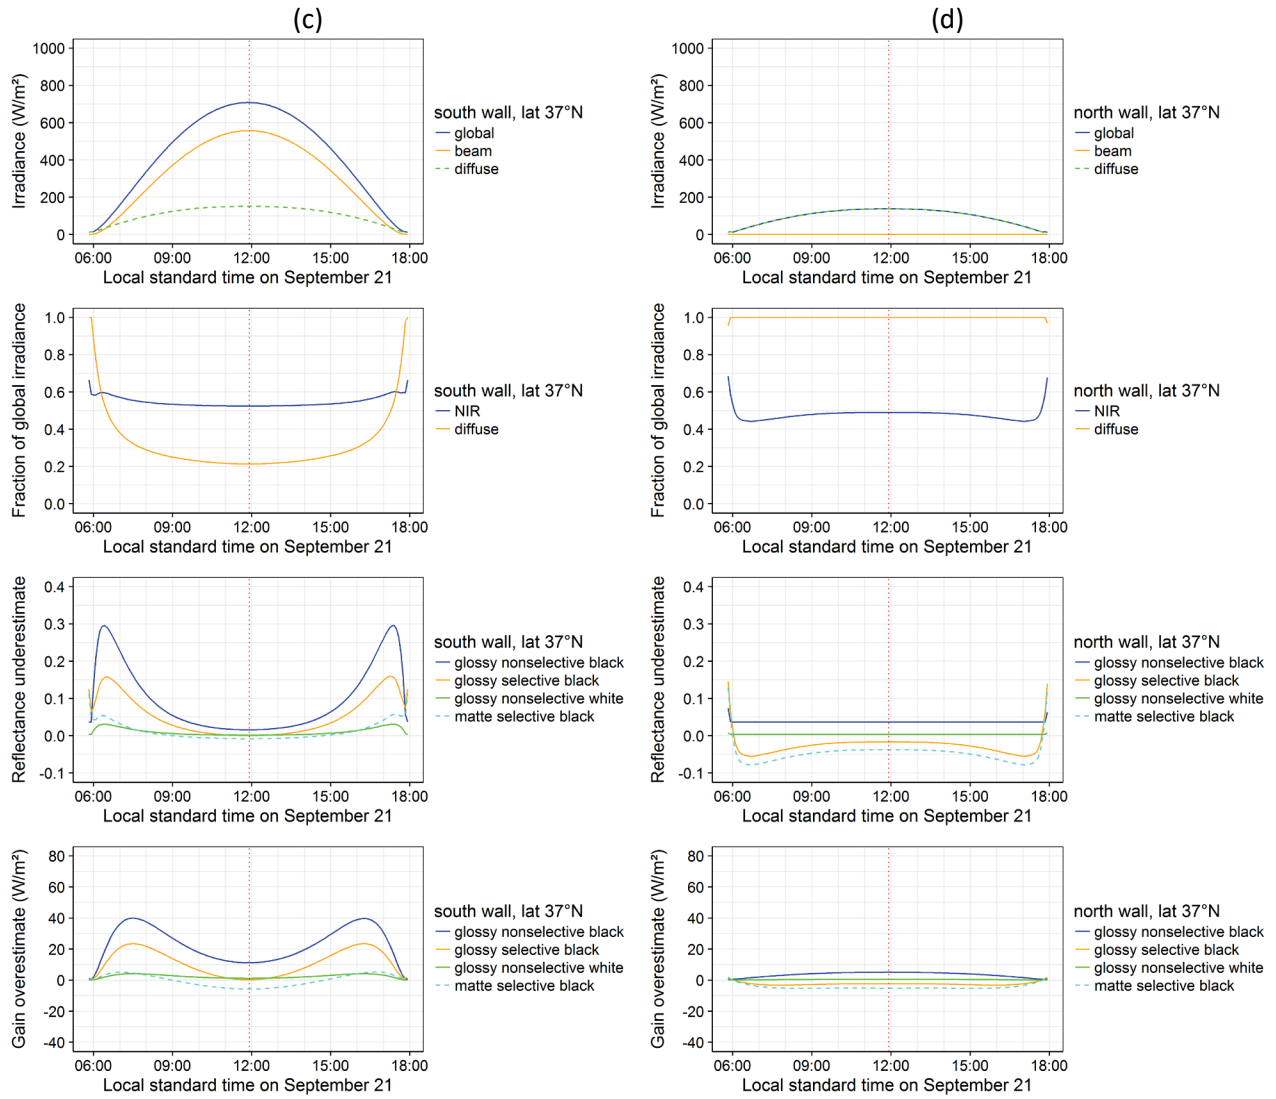 (c)
Irradiance (W/m²)
1000
800
600
400
200
0
06:00 09:00 12:00 15:00 18:00
Local standard time on September 21
south wall, lat 37°N
global
beam
diffuse
Fraction of global irradiance
1.0
0.8
0.6
0.4
0.2
0.0
06:00 09:00 12:00 15:00 18:00
Local standard time on September 21
south wall, lat 37°N
NIR
diffuse
Reflectance underestimate
0.4
0.3
0.2
0.1
0.0
-0.1
06:00 09:00 12:00 15:00 18:00
Local standard time on September 21
south wall, lat 37°N
glossy nonselective black
glossy selective black
glossy nonselective white
matte selective black
Gain overestimate (W/m²)
80
60
40
20
0
-20
-40
06:00 09:00 12:00 15:00 18:00
Local standard time on September 21
south wall, lat 37°N
glossy nonselective black
glossy selective black
glossy nonselective white
matte selective black
(d)
Irradiance (W/m²)
1000
800
600
400
200
0
06:00 09:00 12:00 15:00 18:00
Local standard time on September 21
north wall, lat 37°N
global
beam
diffuse
Fraction of global irradiance
1.0
0.8
0.6
0.4
0.2
0.0
06:00 09:00 12:00 15:00 18:00
Local standard time on September 21
north wall, lat 37°N
NIR
diffuse
Reflectance underestimate
0.4
0.3
0.2
0.1
0.0
-0.1
06:00 09:00 12:00 15:00 18:00
Local standard time on September 21
north wall, lat 37°N
glossy nonselective black
glossy selective black
glossy nonselective white
matte selective black
Gain overestimate (W/m²)
80
60
40
20
0
-20
-40
06:00 09:00 12:00 15:00 18:00
Local standard time on September 21
north wall, lat 37°N
glossy nonselective black
glossy selective black
glossy nonselective white
matte selective black